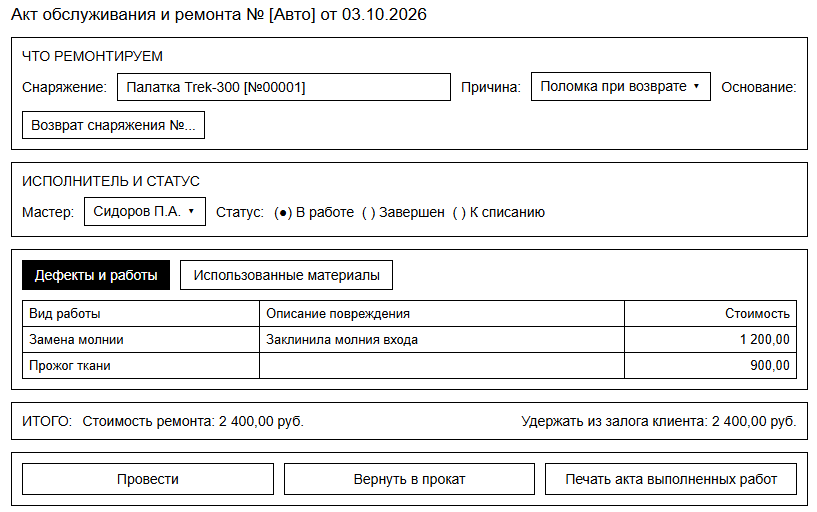 Акт обслуживания и ремонта № [Авто] от 03.10.2026
ЧТО РЕМОНТИРУЕМ
Снаряжение: Палатка Trek-300 [№00001] Причина: Поломка при возврате ▼ Основание:
Возврат снаряжения №...
ИСПОЛНИТЕЛЬ И СТАТУС
Мастер: Сидоров П.А. ▼ Статус: (●) В работе ( ) Завершен ( ) К списанию
Дефекты и работы Использованные материалы
Вид работы Описание повреждения Стоимость
Замена молнии Заклинила молния входа 1 200,00
Прожог ткани 900,00
ИТОГО: Стоимость ремонта: 2 400,00 руб. Удержать из залога клиента: 2 400,00 руб.
Провести Вернуть в прокат Печать акта выполненных работ